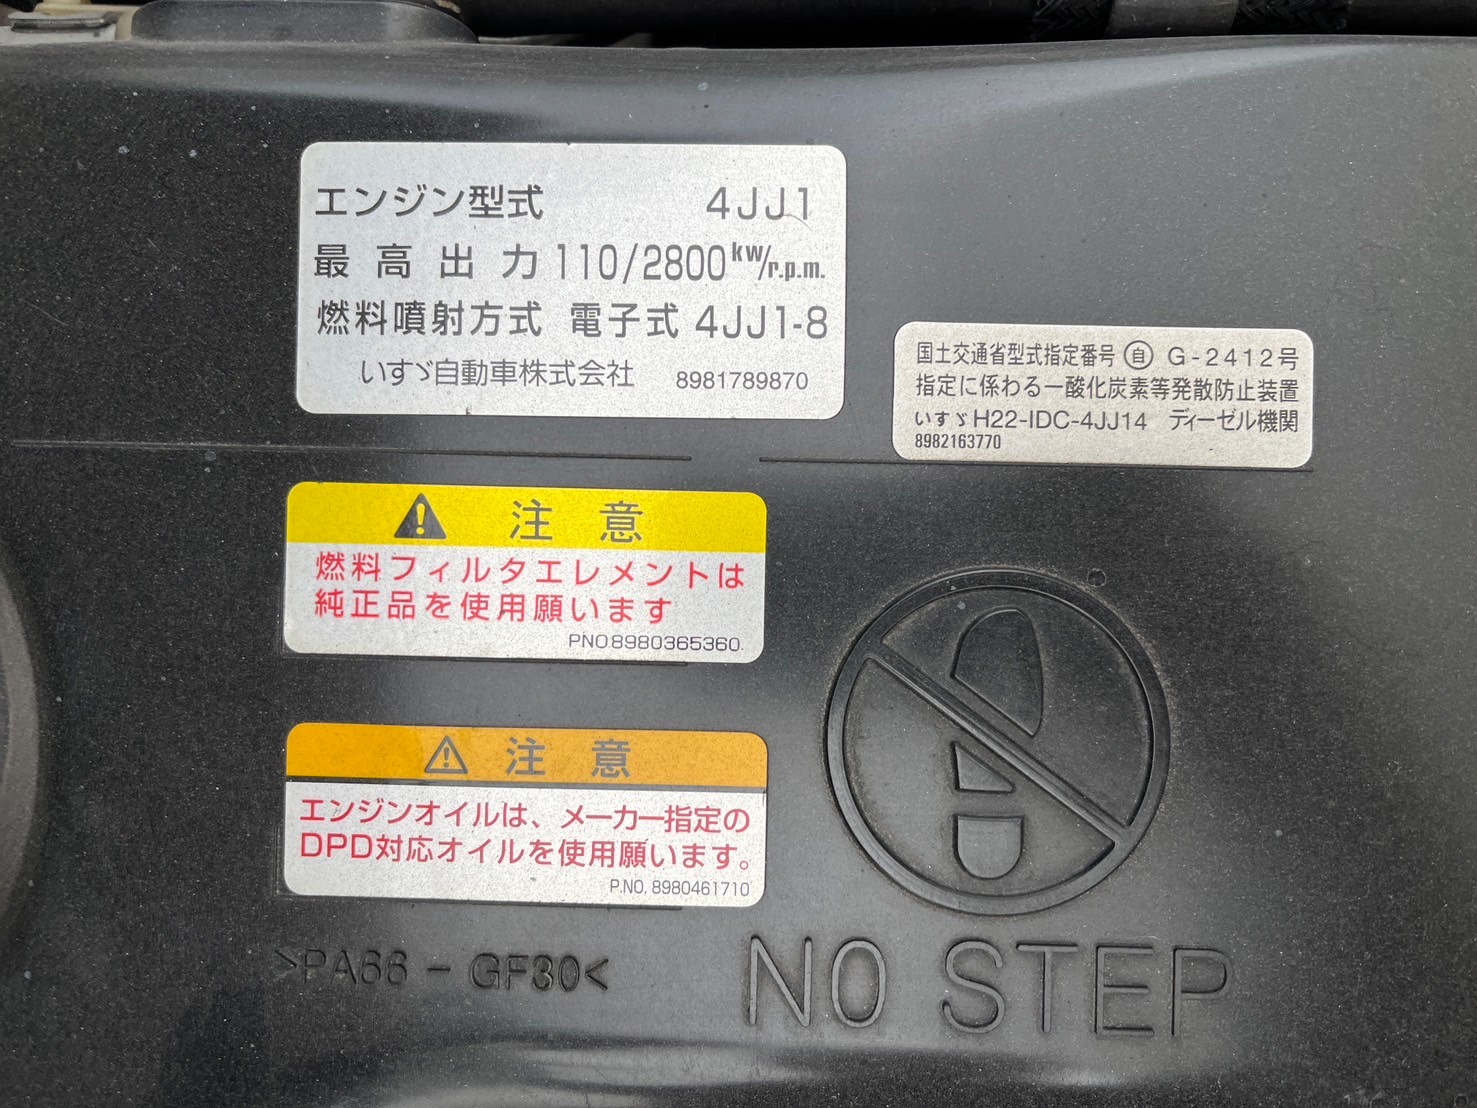 エンジン型式 4JJ1
最高出力 110/2800kw/r.p.m.
燃料噴射方式 電子式 4JJ1-8
いすゞ自動車株式会社 8981789870
国土交通省型式指定番号 自 G-2412号
指定に係わる一酸化炭素等発散防止装置
いすゞH22-IDC-4JJ14 ディーゼル機関
8982163770
注意
燃料フィルタエレメントは
純正品を使用願います
PNO8980365360.
注意
エンジンオイルは、メーカー指定の
DPD対応オイルを使用願います。
P.NO. 8980461710
>PA66-GF30<
NO STEP